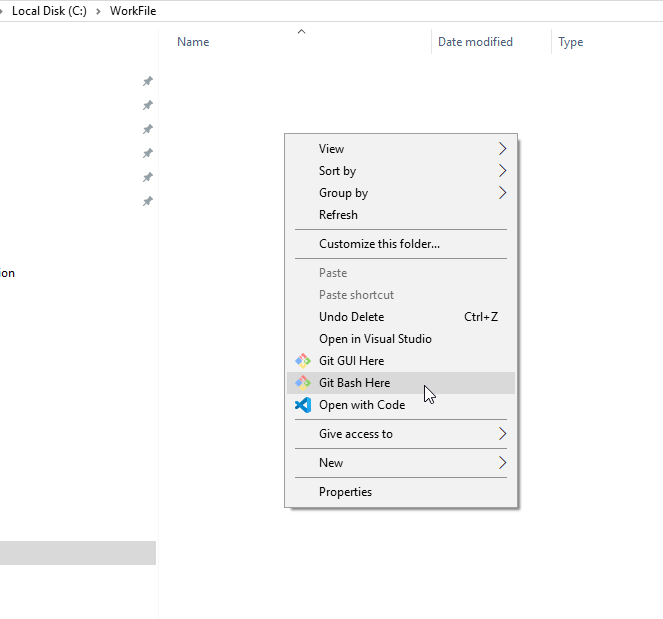 Local Disk (C:) > WorkFile
Name Date modified Type
View
Sort by
Group by
Refresh
Customize this folder...
ion
Paste
Paste shortcut
Undo Delete Ctrl+Z
Open in Visual Studio
Git GUI Here
Git Bash Here
Open with Code
Give access to
New
Properties